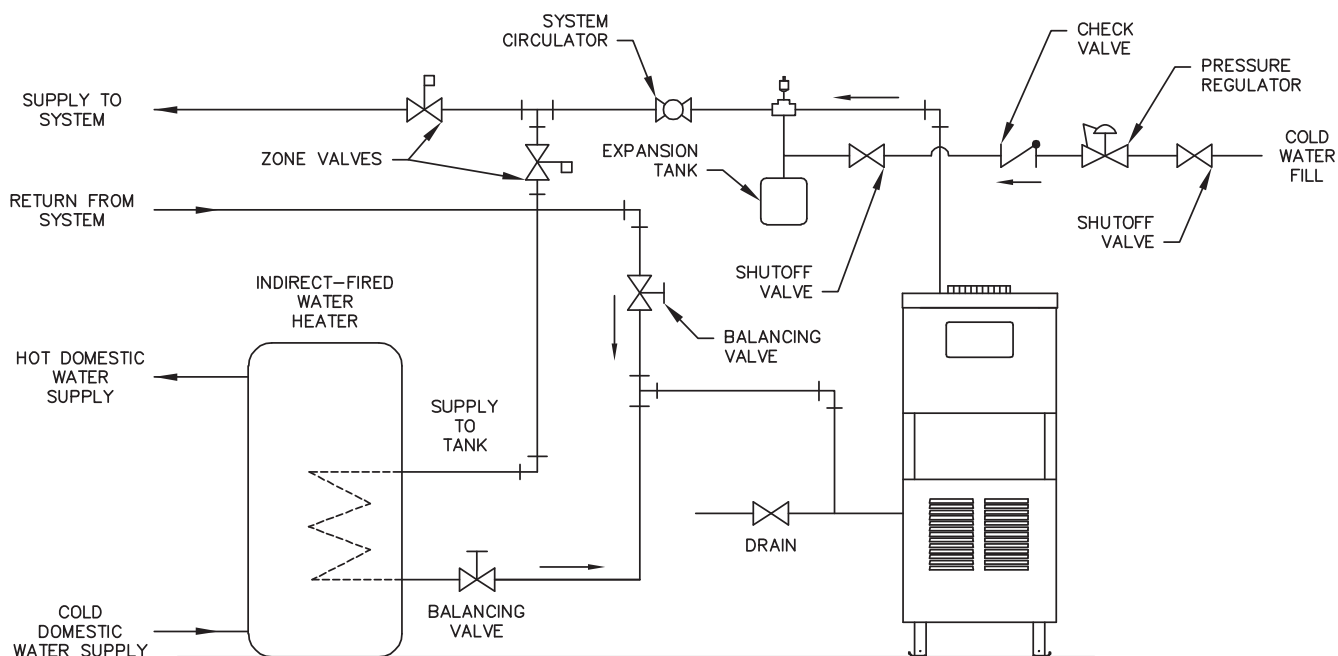 SYSTEM
CIRCULATOR
CHECK
VALVE
PRESSURE
REGULATOR
SUPPLY TO
SYSTEM
ZONE VALVES
EXPANSION
TANK
COLD
WATER
FILL
RETURN FROM
SYSTEM
SHUTOFF
VALVE
SHUTOFF
VALVE
INDIRECT-FIRED
WATER
HEATER
BALANCING
VALVE
HOT DOMESTIC
WATER
SUPPLY
SUPPLY
TO
TANK
DRAIN
BALANCING
VALVE
COLD
DOMESTIC
WATER SUPPLY